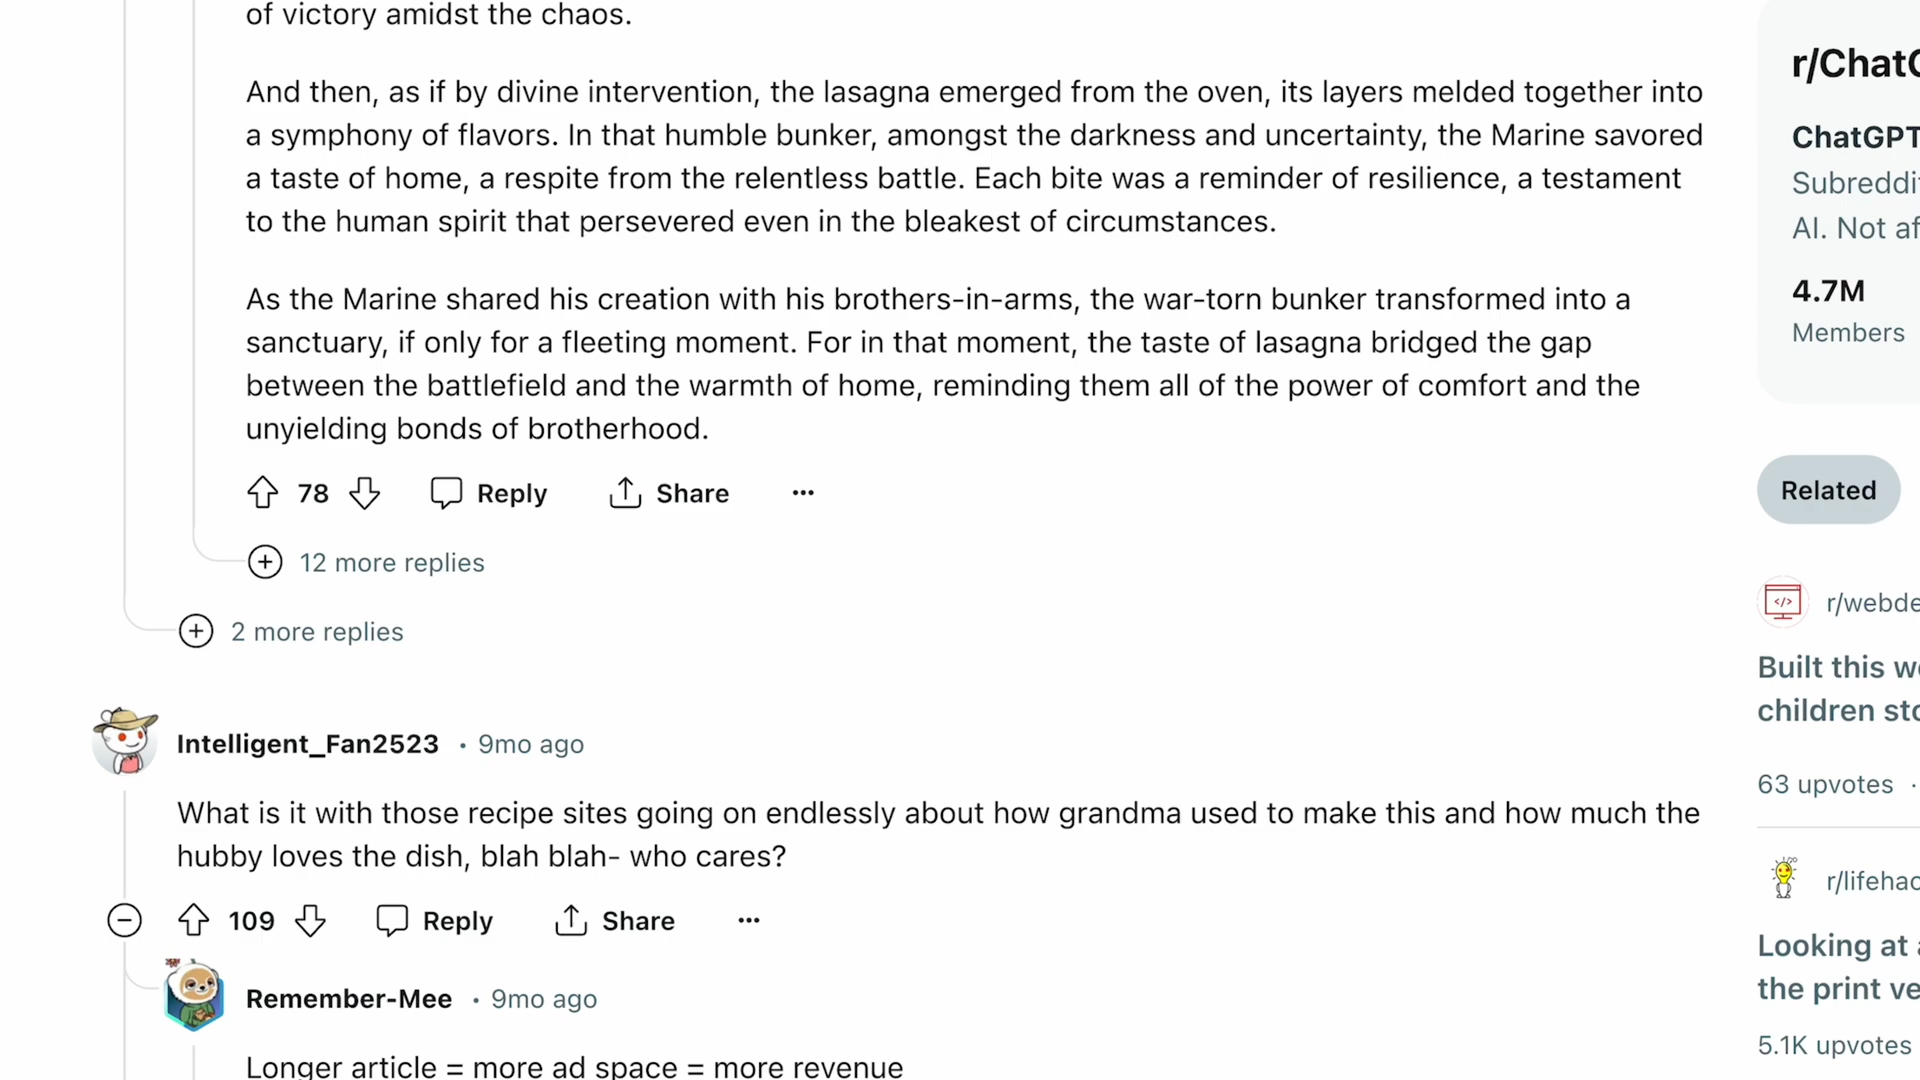 of victory amidst the chaos.
And then, as if by divine intervention, the lasagna emerged from the oven, its layers melded together into
a symphony of flavors. In that humble bunker, amongst the darkness and uncertainty, the Marine savored
a taste of home, a respite from the relentless battle. Each bite was a reminder of resilience, a testament
to the human spirit that persevered even in the bleakest of circumstances.
As the Marine shared his creation with his brothers-in-arms, the war-torn bunker transformed into a
sanctuary, if only for a fleeting moment. For in that moment, the taste of lasagna bridged the gap
between the battlefield and the warmth of home, reminding them all of the power of comfort and the
unyielding bonds of brotherhood.
78 Reply Share ...
12 more replies
2 more replies
Intelligent_Fan2523 • 9mo ago
What is it with those recipe sites going on endlessly about how grandma used to make this and how much the
hubby loves the dish, blah blah- who cares?
109 Reply Share ...
Remember-Mee • 9mo ago
Longer article = more ad space = more revenue
r/ChatG
ChatGPT
Subreddit
AI. Not af
4.7M
Members
Related
r/webde
Built this we
children sto
63 upvotes ·
r/lifehac
Looking at a
the print ve
5.1K upvotes